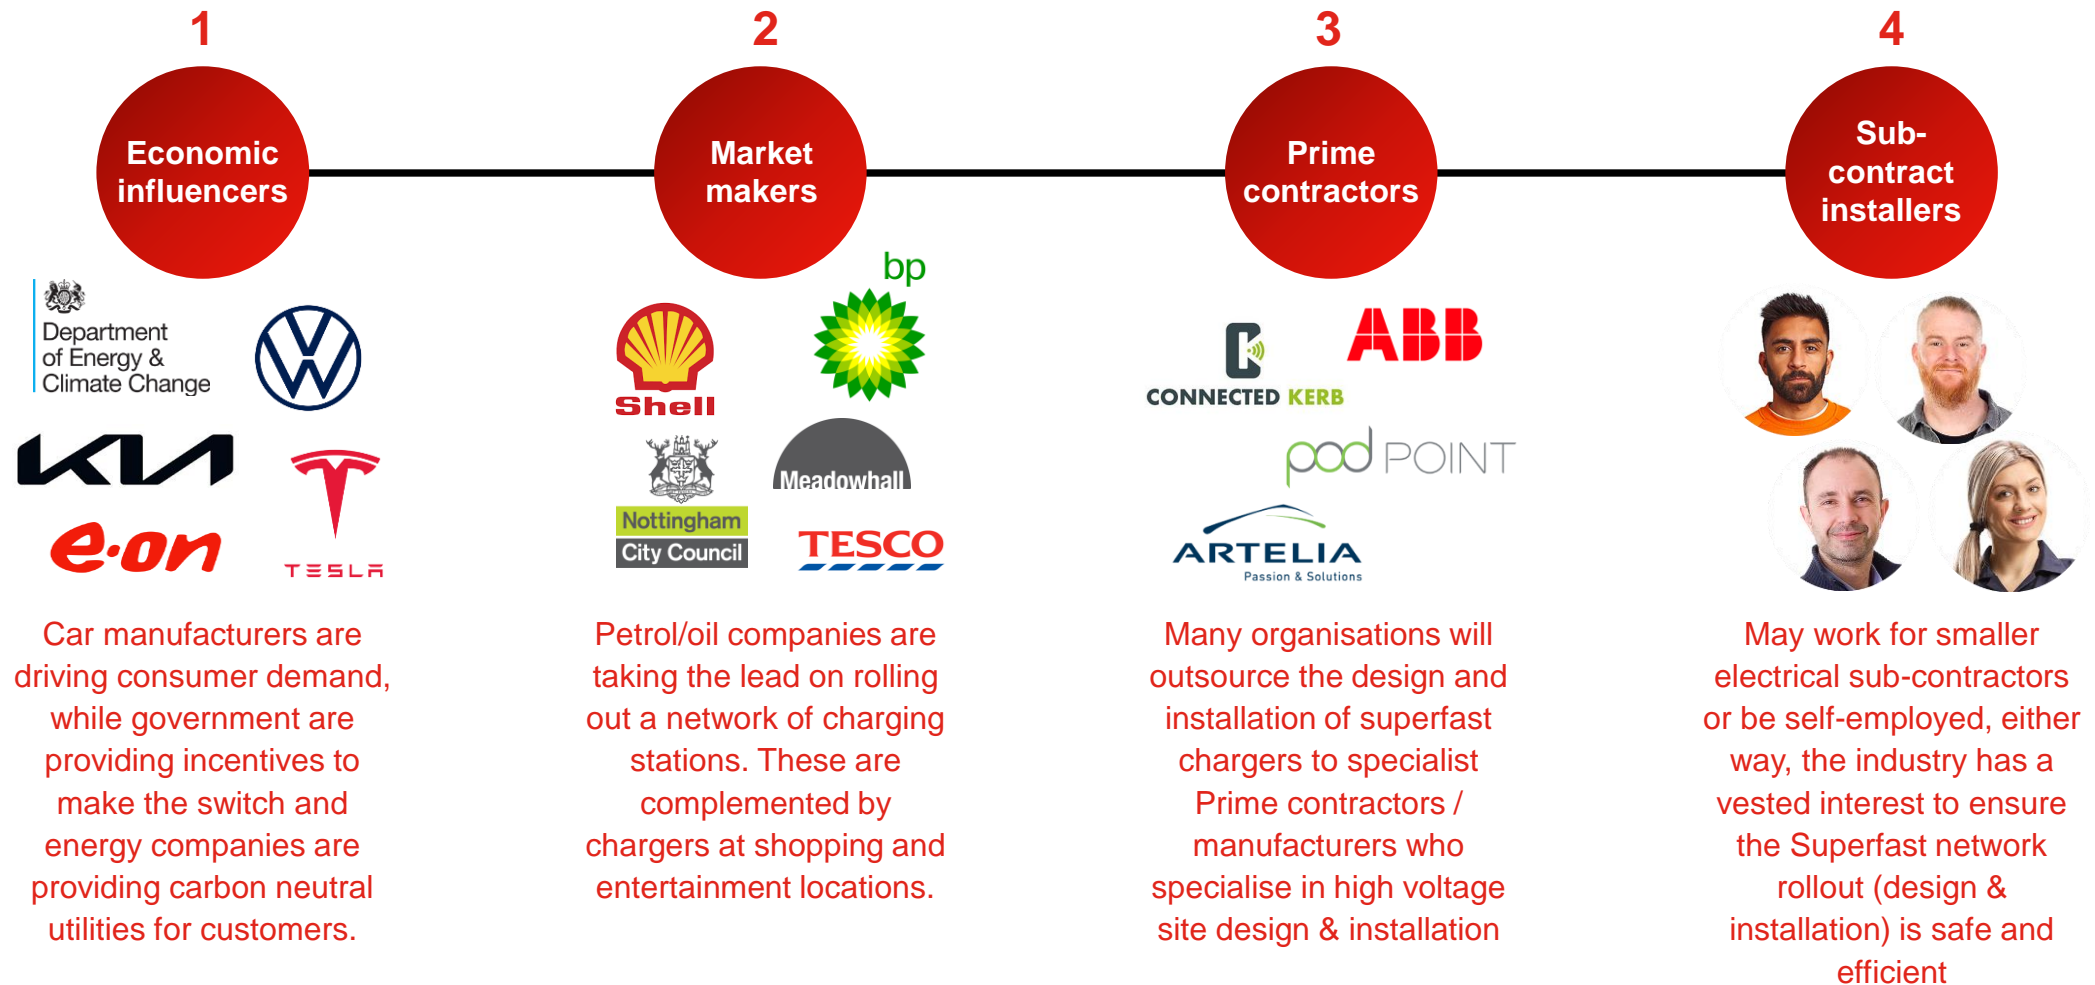 1
Economic
influencers
Department
of Energy &
Climate Change
KIA
e·on
TESLA
Car manufacturers are
driving consumer demand,
while government are
providing incentives to
make the switch and
energy companies are
providing carbon neutral
utilities for customers.
2
Market
makers
bp
Shell
Meadowhall
Nottingham
City Council
TESCO
Petrol/oil companies are
taking the lead on rolling
out a network of charging
stations. These are
complemented by
chargers at shopping and
entertainment locations.
3
Prime
contractors
CONNECTED KERB
ABB
pod POINT
ARTELIA
Passion & Solutions
Many organisations will
outsource the design and
installation of superfast
chargers to specialist
Prime contractors /
manufacturers who
specialise in high voltage
site design & installation
4
Sub-
contract
installers
May work for smaller
electrical sub-contractors
or be self-employed, either
way, the industry has a
vested interest to ensure
the Superfast network
rollout (design &
installation) is safe and
efficient